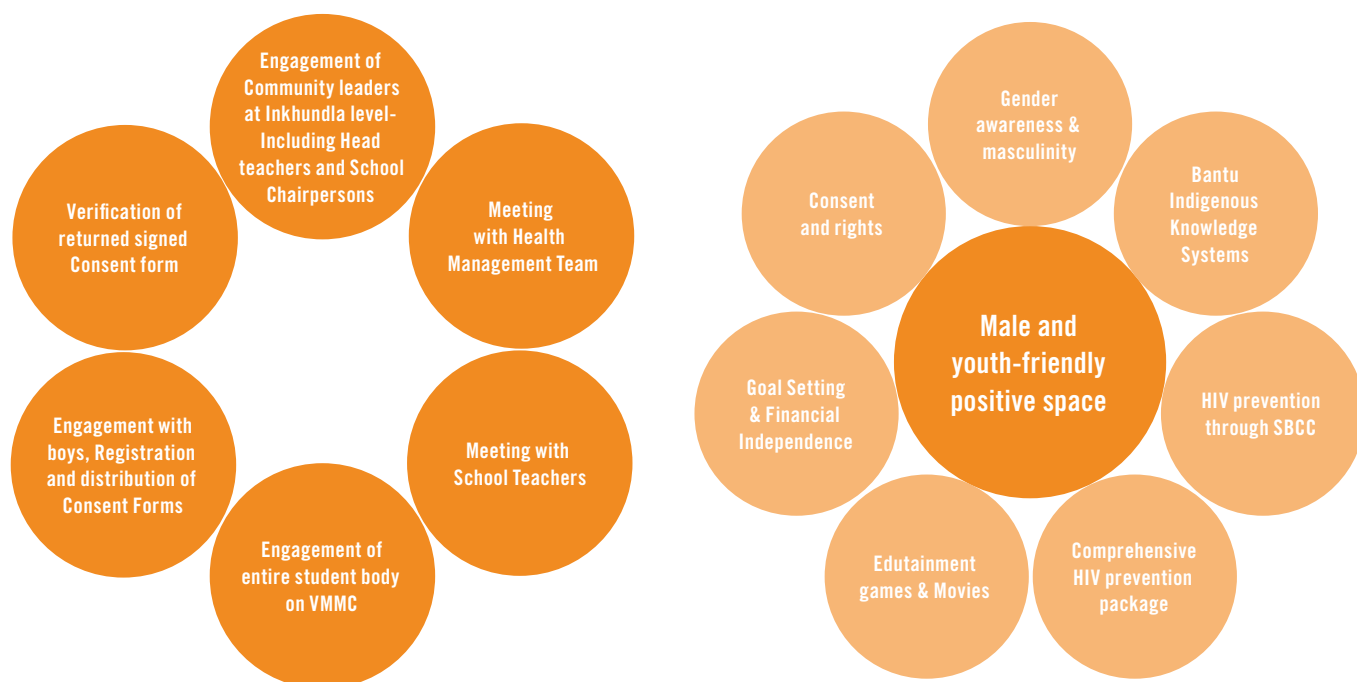 Engagement of
Community leaders
at Inkhundla level-
Including Head
teachers and School
Chairpersons
Meeting
with Health
Management Team
Meeting with
School Teachers
Engagement of
entire student body
on VMMC
Engagement with
boys, Registration
and distribution of
Consent Forms
Verification of
returned signed
Consent form
Male and
youth-friendly
positive space
Gender
awareness &
masculinity
Bantu
Indigenous
Knowledge
Systems
HIV prevention
through SBCC
Comprehensive
HIV prevention
package
Edutainment
games & Movies
Goal Setting
& Financial
Independence
Consent
and rights